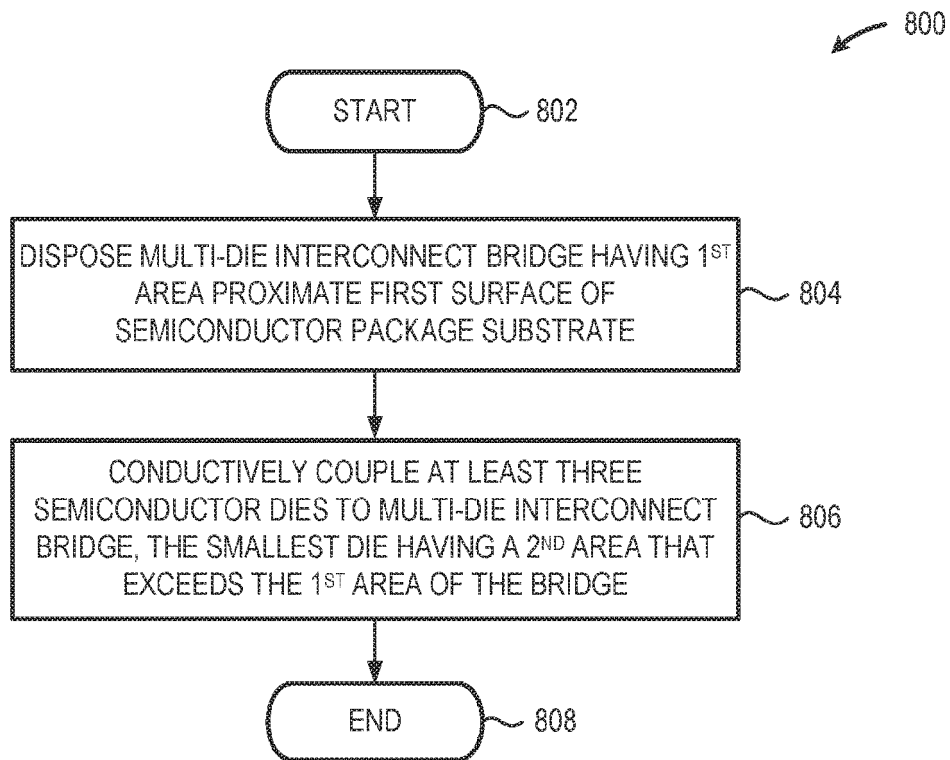 800
START
802
DISPOSE MULTI-DIE INTERCONNECT BRIDGE HAVING 1ST
AREA PROXIMATE FIRST SURFACE OF
SEMICONDUCTOR PACKAGE SUBSTRATE
804
CONDUCTIVELY COUPLE AT LEAST THREE
SEMICONDUCTOR DIES TO MULTI-DIE INTERCONNECT
BRIDGE, THE SMALLEST DIE HAVING A 2ND AREA THAT
EXCEEDS THE 1ST AREA OF THE BRIDGE
806
END
808